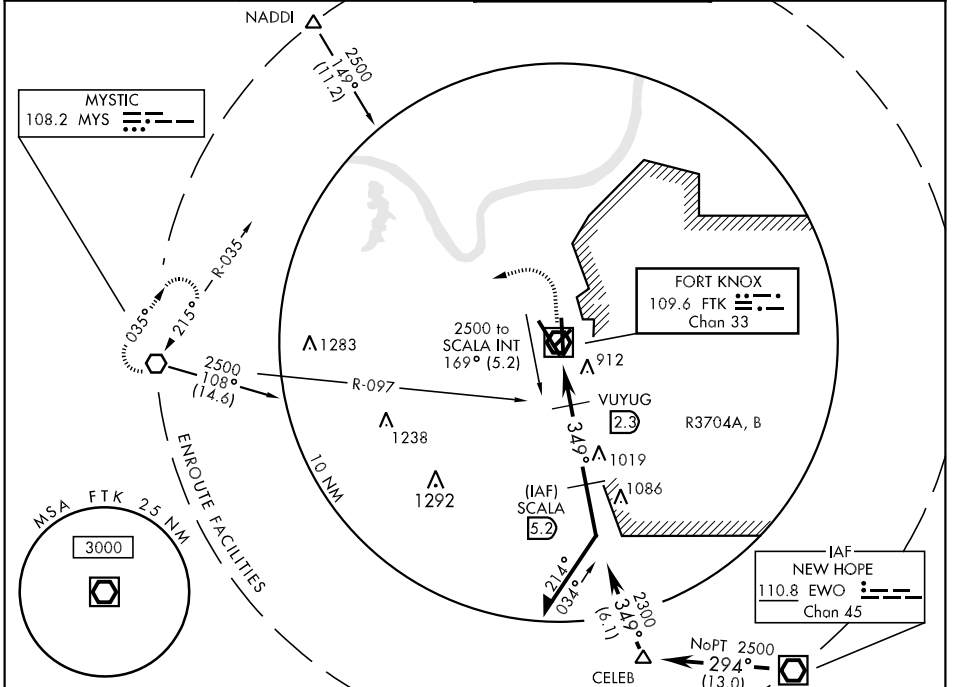 NADDI
2500
149°
(11.2)
MYSTIC
108.2 MYS
R-035
035°
215°
2500
108°
(14.6)
R-097
1283
1238
1292
2500 to
SCALA INT
169° (5.2)
FORT KNOX
109.6 FTK
Chan 33
912
VUYUG
2.3
R3704A, B
349°
1019
1086
(IAF)
SCALA
5.2
10 NM
ENROUTE FACILITIES
MSA FTK 25 NM
3000
214°
034°
2300
349°
(6.1)
CELEB
IAF
NEW HOPE
110.8 EWO
Chan 45
NoPT 2500
294°
(13.0)